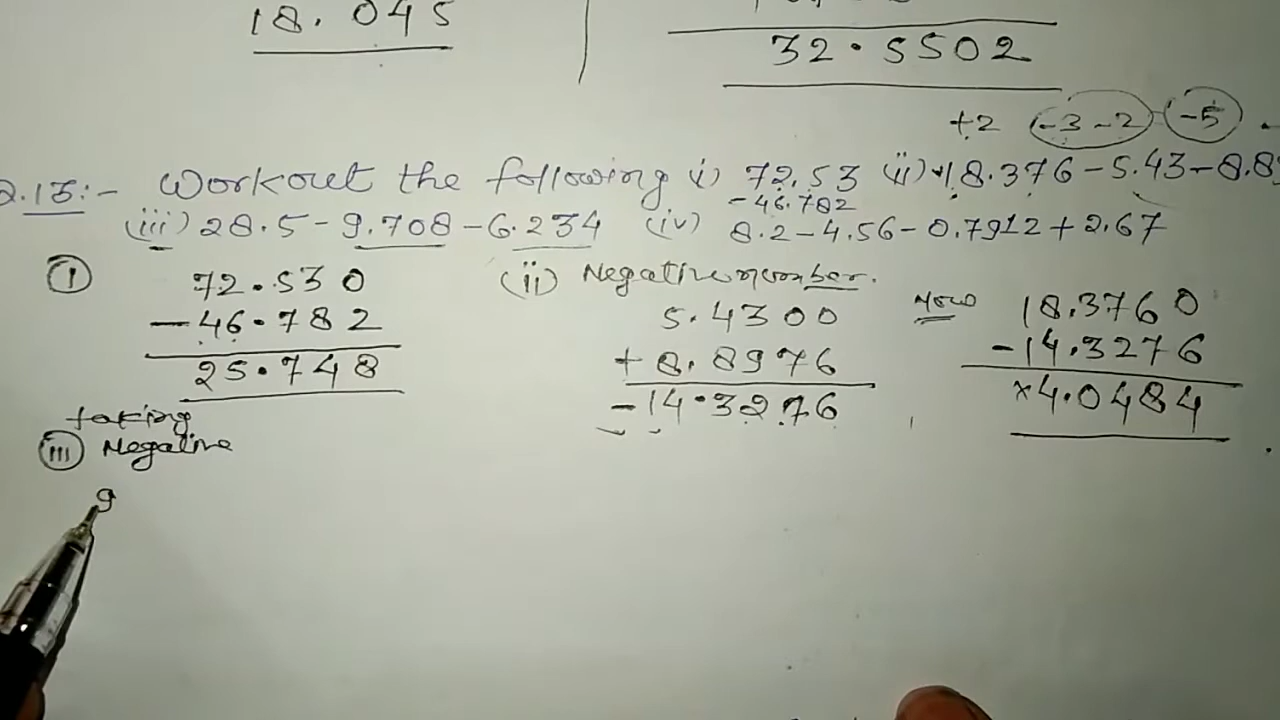 18.045
32.5502
+2 (-3-2) (-5)
2.13:- Workout the following i) 72.53 ii) 18.376-5.43-8.89
-46.782
(iii) 28.5-9.708-6.234 (iv) 8.2-4.56-0.7912+2.67
(i) 72.530
-46.782
25.748
(ii) Negative number.
5.4300
+8.8976
-14.3276
Now 18.3760
-14.3276
4.0484
taking
(iii) Negative
9